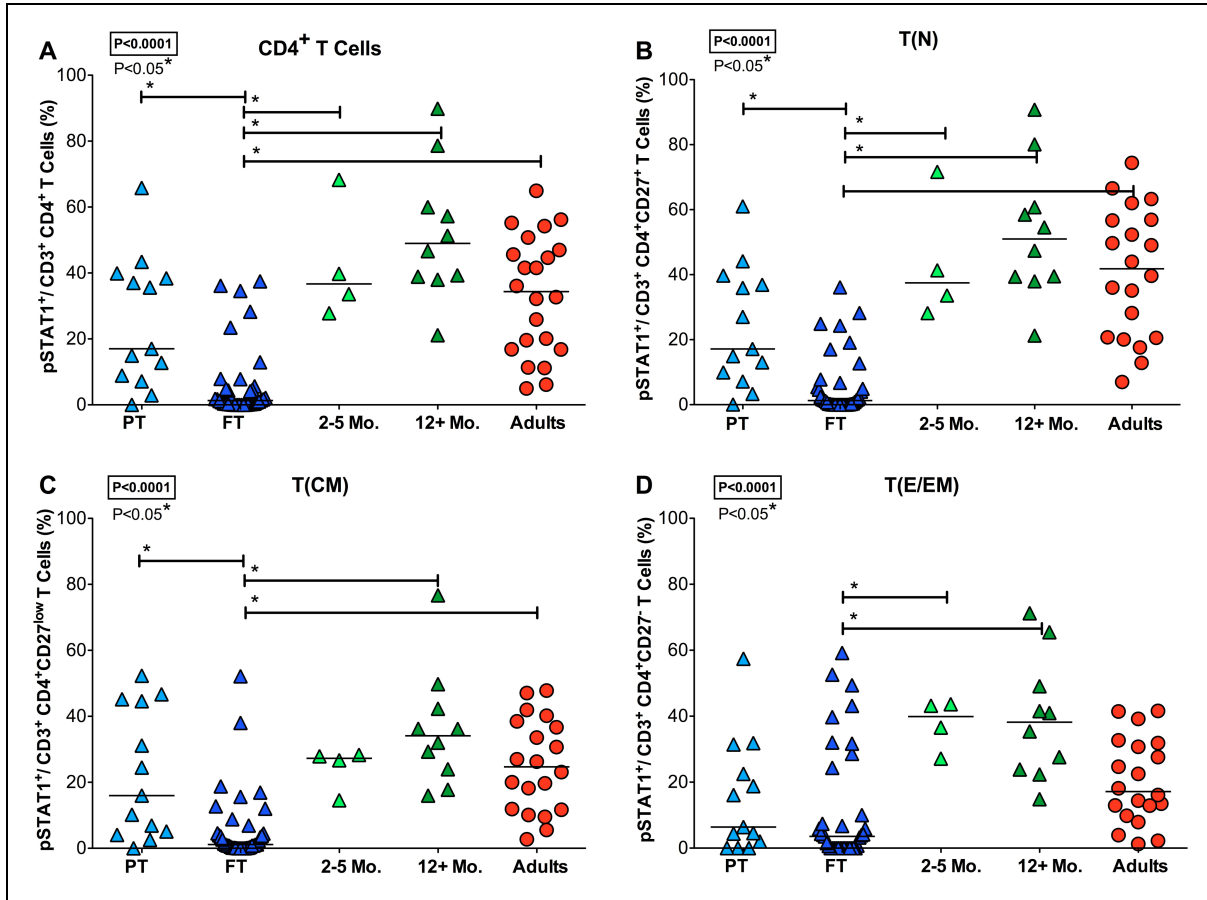 A
P<0.0001
P<0.05*
CD4+ T Cells
pSTAT1+/ CD3+ CD4+ T Cells (%)
100
80
60
40
20
0
*
*
*
*
PT FT 2-5 Mo. 12+ Mo. Adults
B
P<0.0001
P<0.05*
T(N)
pSTAT1+/ CD3+ CD4+CD27+ T Cells (%)
100
80
60
40
20
0
*
*
*
PT FT 2-5 Mo. 12+ Mo. Adults
C
P<0.0001
P<0.05*
T(CM)
pSTAT1+/ CD3+ CD4+CD27low T Cells (%)
100
80
60
40
20
0
*
*
*
PT FT 2-5 Mo. 12+ Mo. Adults
D
P<0.0001
P<0.05*
T(E/EM)
pSTAT1+/ CD3+ CD4+CD27- T Cells (%)
100
80
60
40
20
0
*
*
PT FT 2-5 Mo. 12+ Mo. Adults